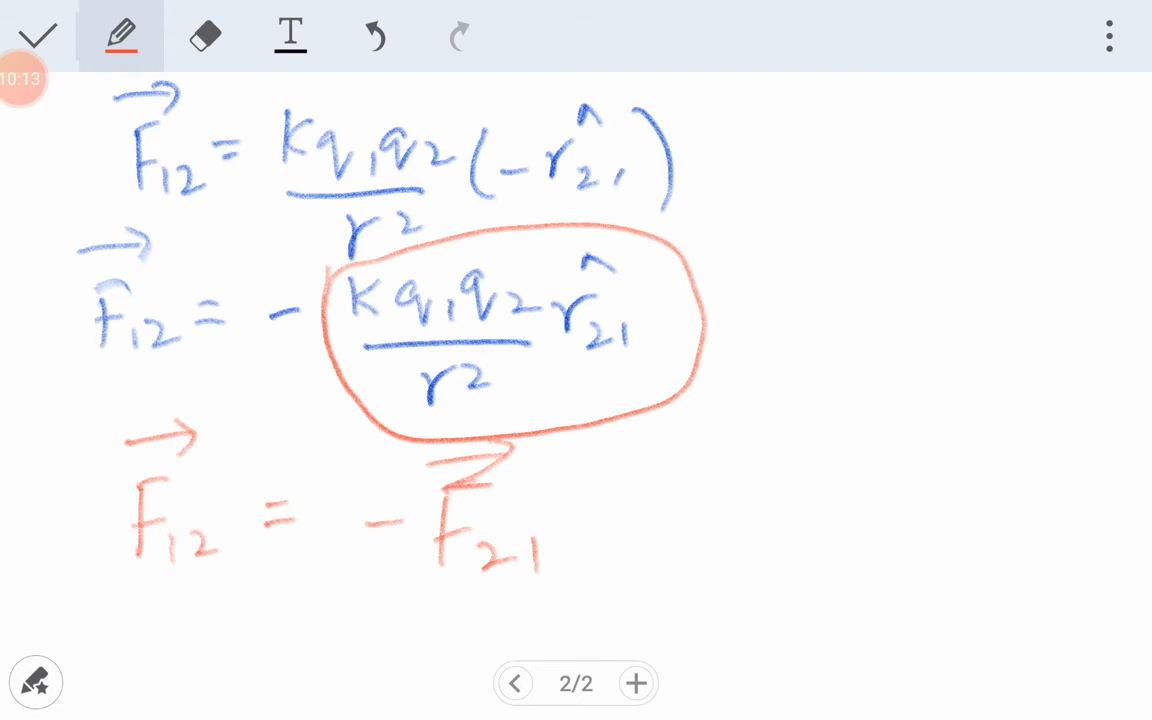 T
10:13
F⃗₁₂ = Kq₁q₂/r² (− r̂₂₁)
F⃗₁₂ = − Kq₁q₂/r² r̂₂₁
F⃗₁₂ = − F⃗₂₁
2/2